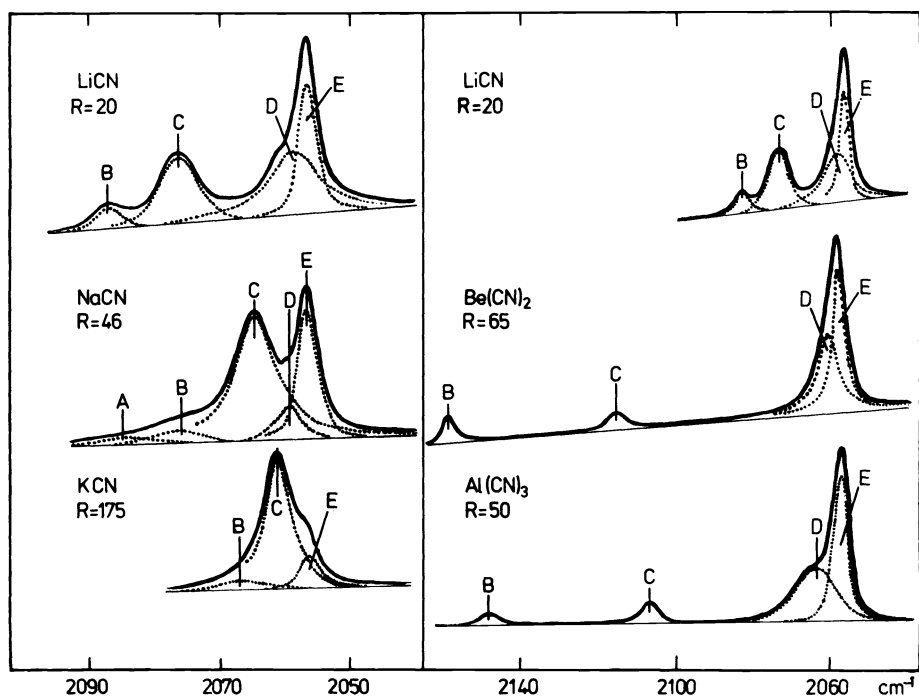 LiCN
R=20
B
C
D
E
NaCN
R=46
A
B
C
D
E
KCN
R=175
B
C
E
2090
2070
2050
LiCN
R=20
B
C
D
E
Be(CN)₂
R=65
B
C
D
E
Al(CN)₃
R=50
B
C
D
E
2140
2100
2060
cm⁻¹